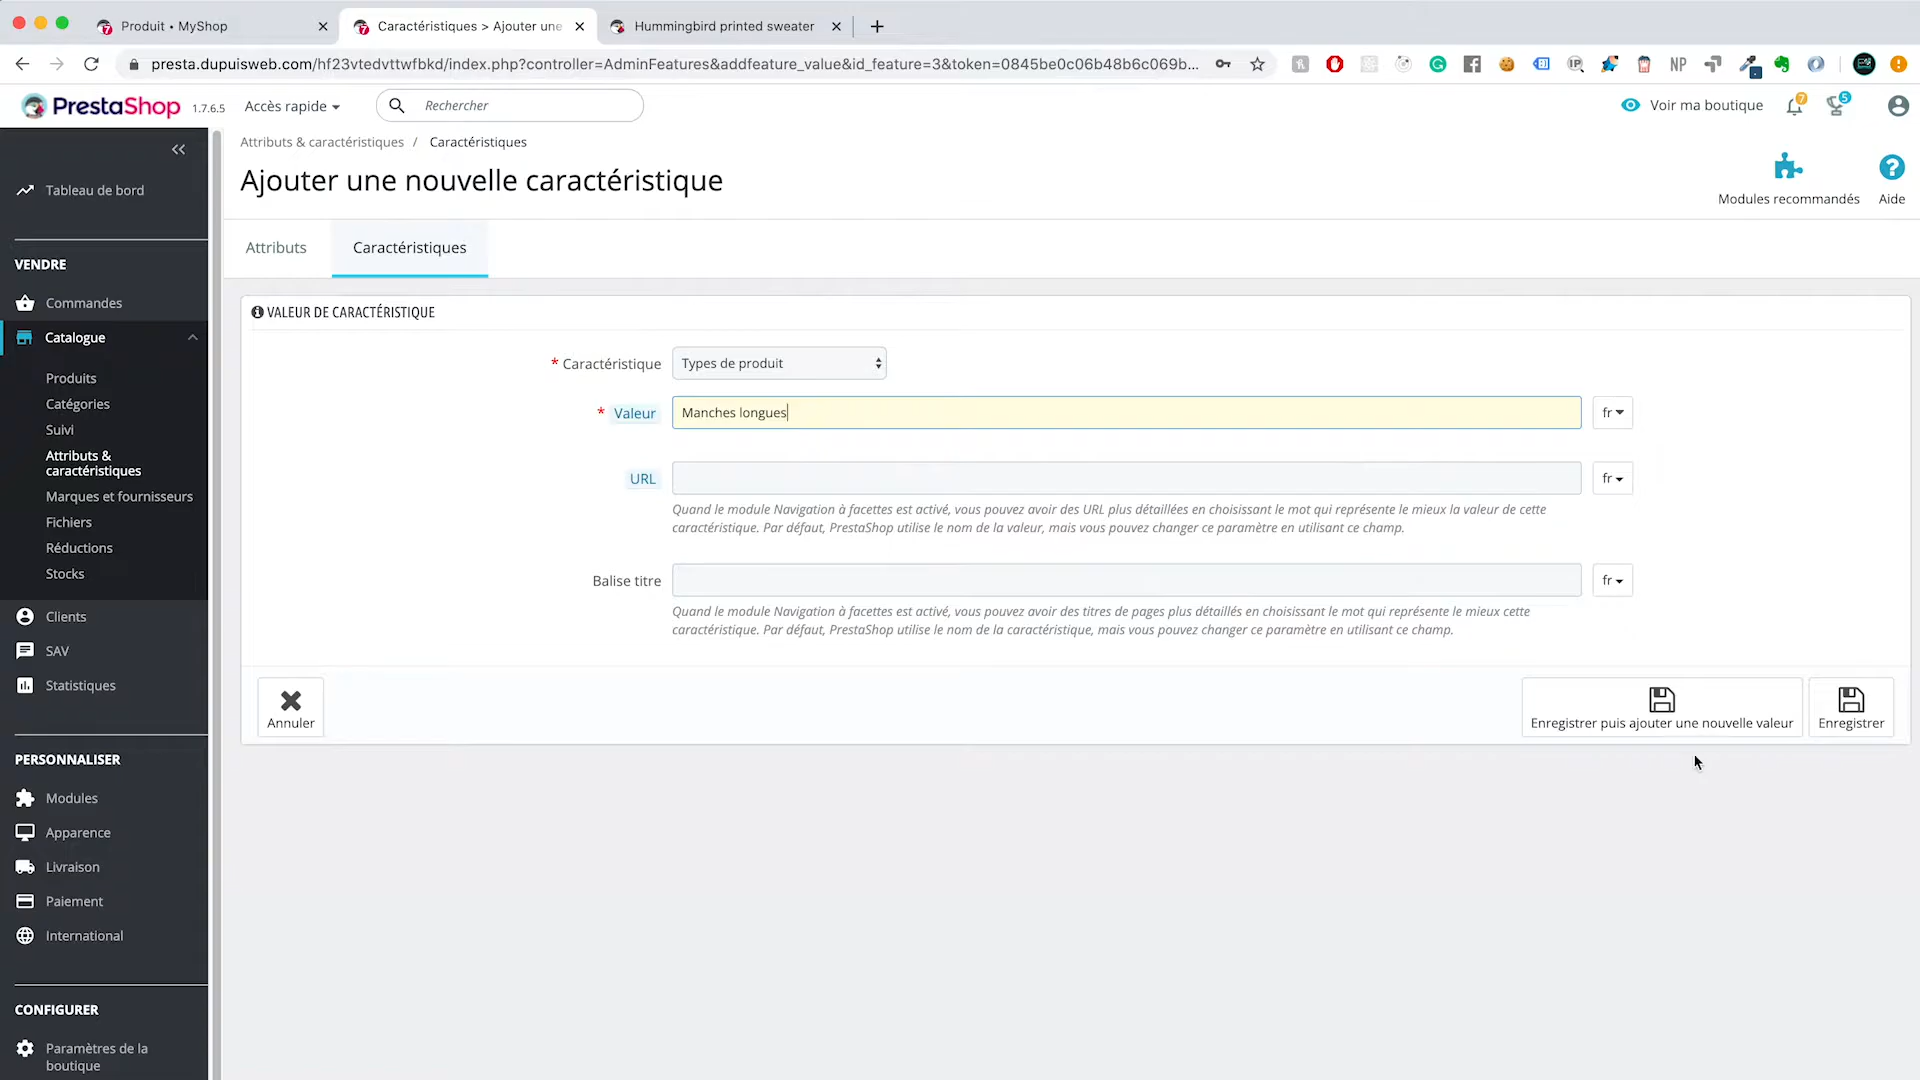 Produit • MyShop
Caractéristiques > Ajouter une
Hummingbird printed sweater
presta.dupuisweb.com/hf23vtedvttwfbkd/index.php?controller=AdminFeatures&addfeature_value&id_feature=3&token=0845be0c06b48b6c069b...
PrestaShop 1.7.6.5
Accès rapide
Rechercher
Voir ma boutique
7
5
Attributs & caractéristiques / Caractéristiques
Ajouter une nouvelle caractéristique
Modules recommandés
Aide
Attributs
Caractéristiques
Tableau de bord
VENDRE
Commandes
Catalogue
Produits
Catégories
Suivi
Attributs &
caractéristiques
Marques et fournisseurs
Fichiers
Réductions
Stocks
Clients
SAV
Statistiques
PERSONNALISER
Modules
Apparence
Livraison
Paiement
International
CONFIGURER
Paramètres de la
boutique
VALEUR DE CARACTÉRISTIQUE
* Caractéristique
Types de produit
* Valeur
Manches longues
fr
URL
fr
Quand le module Navigation à facettes est activé, vous pouvez avoir des URL plus détaillées en choisissant le mot qui représente le mieux la valeur de cette
caractéristique. Par défaut, PrestaShop utilise le nom de la valeur, mais vous pouvez changer ce paramètre en utilisant ce champ.
Balise titre
fr
Quand le module Navigation à facettes est activé, vous pouvez avoir des titres de pages plus détaillés en choisissant le mot qui représente le mieux cette
caractéristique. Par défaut, PrestaShop utilise le nom de la caractéristique, mais vous pouvez changer ce paramètre en utilisant ce champ.
Annuler
Enregistrer puis ajouter une nouvelle valeur
Enregistrer
NP
IP